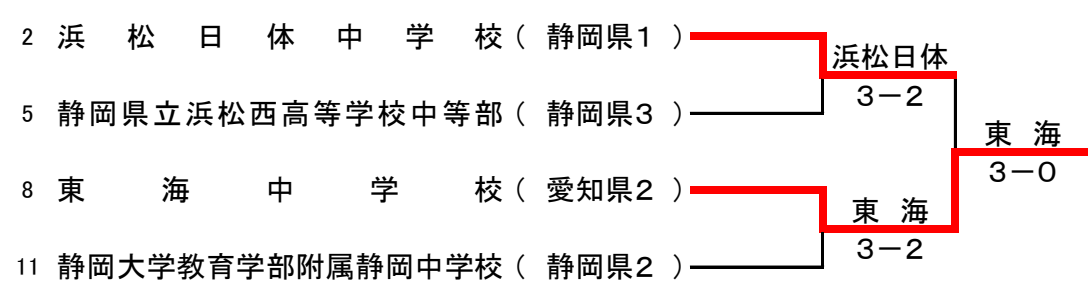 2 浜松日体中学校(静岡県1)
浜松日体
3-2
5 静岡県立浜松西高等学校中等部(静岡県3)
東海
3-0
8 東海中学校(愛知県2)
東海
3-2
11 静岡大学教育学部附属静岡中学校(静岡県2)